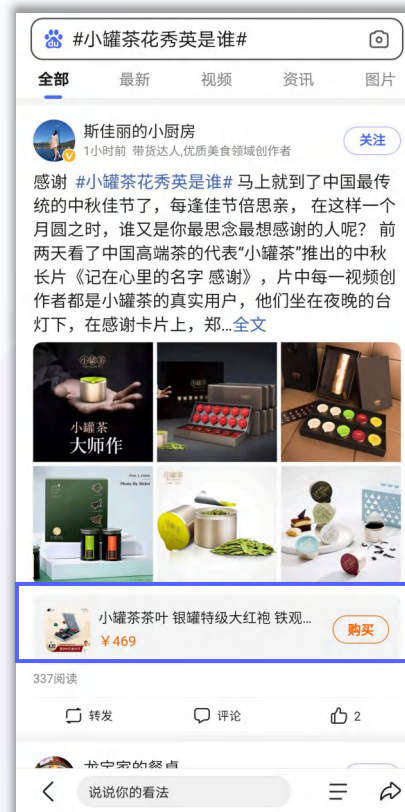 #小罐茶花秀英是谁#
全部 最新 视频 资讯 图片
斯佳丽的小厨房
1小时前 带货达人,优质美食领域创作者
关注
感谢 #小罐茶花秀英是谁# 马上就到了中国最传
统的中秋佳节了，每逢佳节倍思亲， 在这样一个
月圆之时，谁又是你最思念最想感谢的人呢？ 前
两天看了中国高端茶的代表“小罐茶”推出的中秋
长片《记在心里的名字 感谢》，片中每一视频创
作者都是小罐茶的真实用户，他们坐在夜晚的台
灯下，在感谢卡片上，郑...全文
小罐茶
小罐茶
大师作
小罐茶茶叶 银罐特级大红袍 铁观...
￥469
购买
337阅读
转发 评论 2
龙宝家的餐桌
说说你的看法